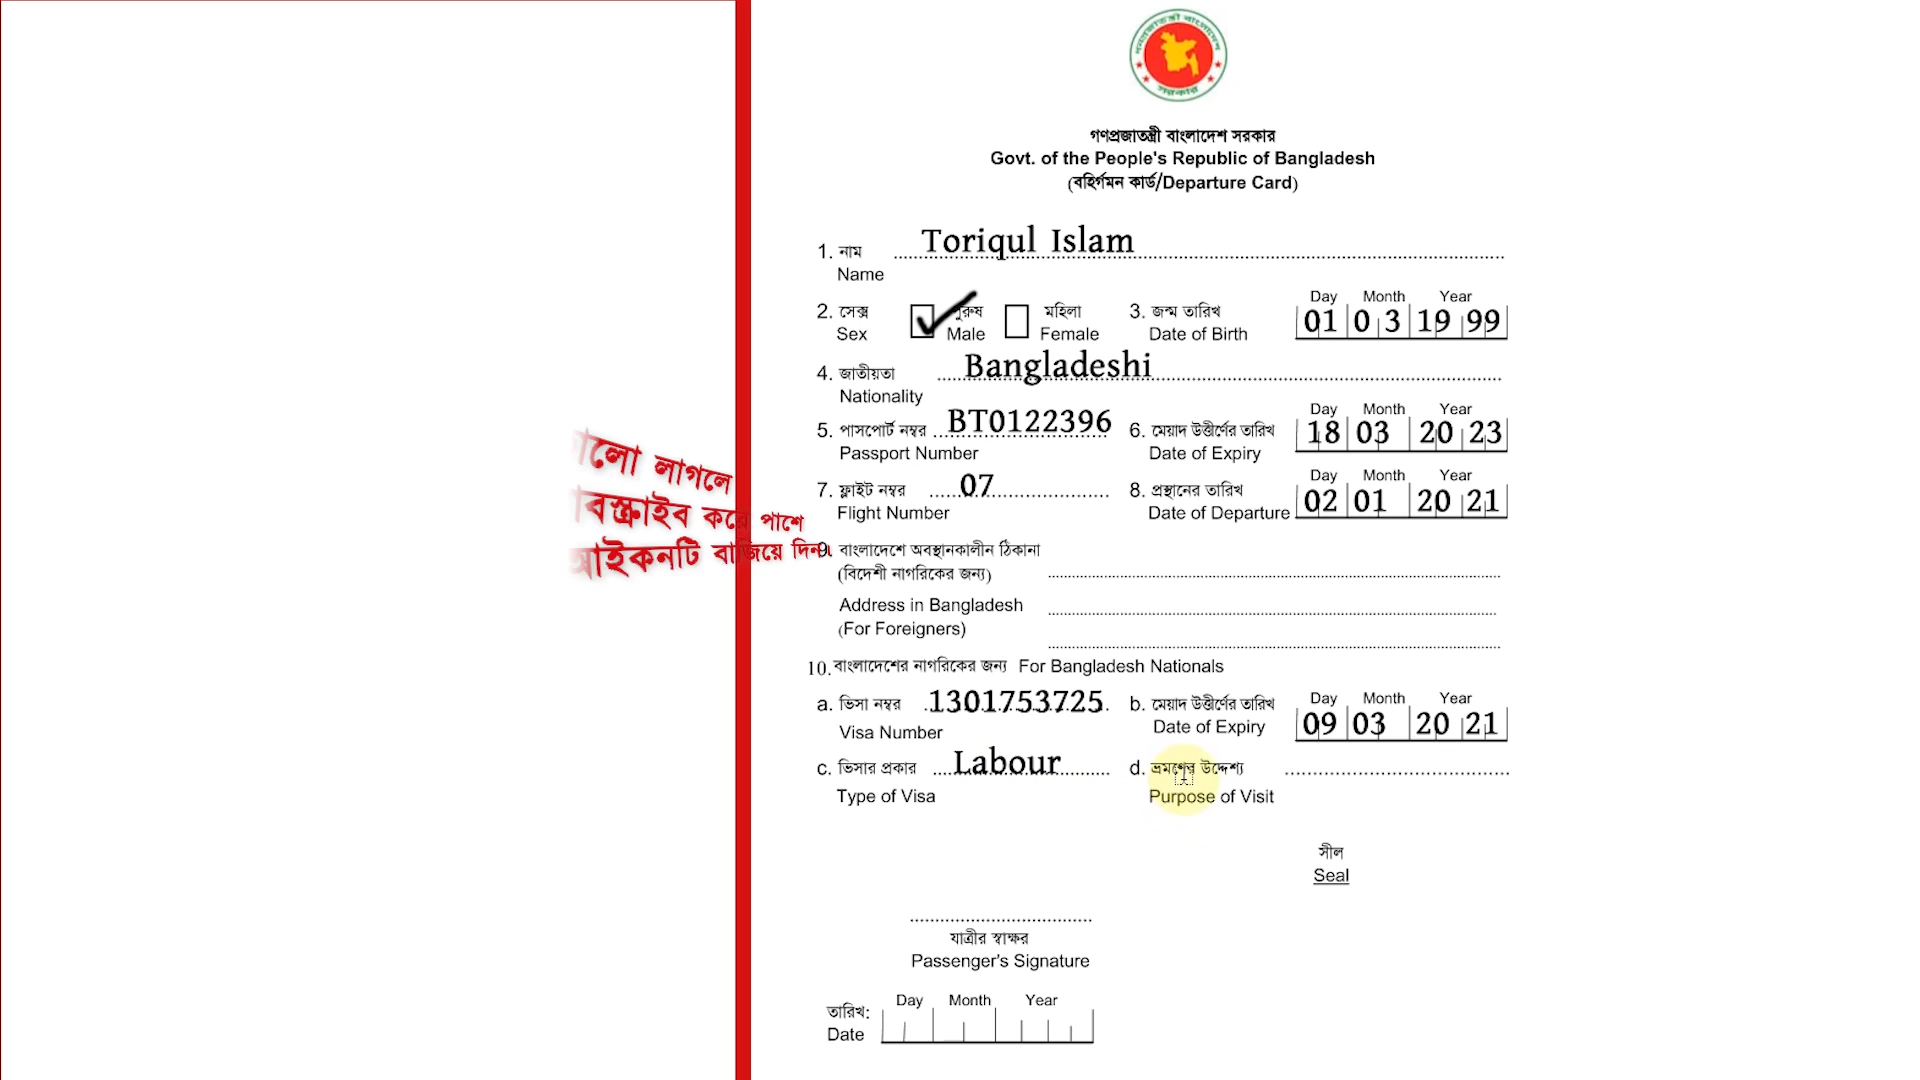 গণপ্রজাতন্ত্রী বাংলাদেশ সরকার
Govt. of the People's Republic of Bangladesh
(বহির্গমন কার্ড/Departure Card)
1. নাম Toriqul Islam
Name
Day Month Year
2. সেক্স পুরুষ মহিলা 3. জন্ম তারিখ 01 03 19 99
Sex Male Female Date of Birth
4. জাতীয়তা Bangladeshi
Nationality
Day Month Year
5. পাসপোর্ট নম্বর BT0122396 6. মেয়াদ উত্তীর্ণের তারিখ 18 03 20 23
Passport Number Date of Expiry
Day Month Year
7. ফ্লাইট নম্বর 07 8. প্রস্থানের তারিখ 02 01 20 21
Flight Number Date of Departure
লাগলে
পাশে
বাজিয়ে দিন
9. বাংলাদেশে অবস্থানকালীন ঠিকানা
(বিদেশী নাগরিকের জন্য)
Address in Bangladesh
(For Foreigners)
10. বাংলাদেশের নাগরিকের জন্য For Bangladesh Nationals
Day Month Year
a. ভিসা নম্বর 1301753725 b. মেয়াদ উত্তীর্ণের তারিখ 09 03 20 21
Visa Number Date of Expiry
c. ভিসার প্রকার Labour d. ভ্রমণের উদ্দেশ্য
Type of Visa Purpose of Visit
সীল
Seal
যাত্রীর স্বাক্ষর
Passenger's Signature
Day Month Year
তারিখ:
Date